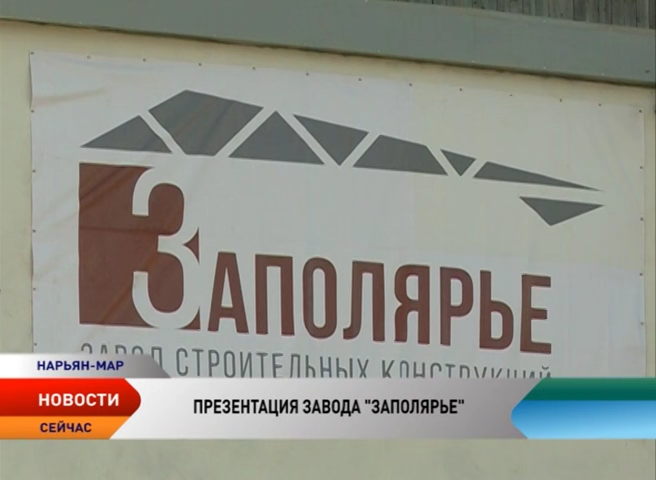 ЗАПОЛЯРЬЕ
ЗАВОД СТРОИТЕЛЬНЫХ КОНСТРУКЦИЙ
НАРЬЯН-МАР
НОВОСТИ
СЕЙЧАС
ПРЕЗЕНТАЦИЯ ЗАВОДА "ЗАПОЛЯРЬЕ"